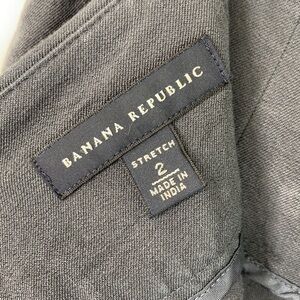 BANANA REPUBLIC
STRETCH
2
MADE IN
INDIA